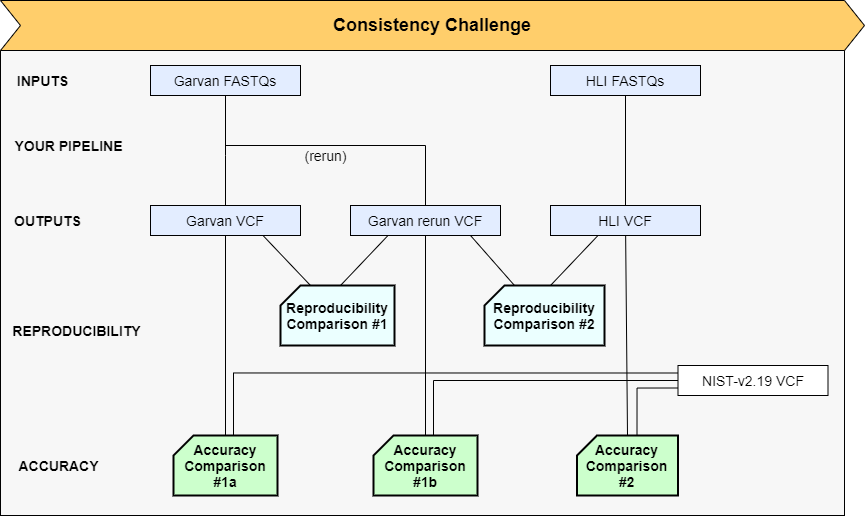 Consistency Challenge
INPUTS
Garvan FASTQs
HLI FASTQs
YOUR PIPELINE
(rerun)
OUTPUTS
Garvan VCF
Garvan rerun VCF
HLI VCF
REPRODUCIBILITY
Reproducibility
Comparison #1
Reproducibility
Comparison #2
NIST-v2.19 VCF
ACCURACY
Accuracy
Comparison
#1a
Accuracy
Comparison
#1b
Accuracy
Comparison
#2